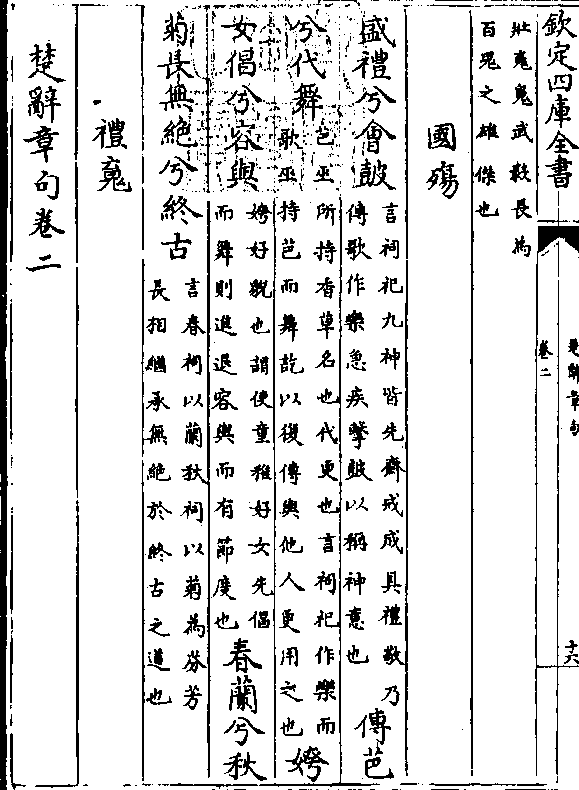 欽定四庫全書
楚辭章句
卷二
十六
壯魂魄武毅長為
百鬼之雄傑也
國殤
盛禮兮會鼓
言祠祀九神皆先齋戒成具禮敬乃
傳歌作樂急疾擊鼓以稱神意也
傳芭
兮代舞
芭巫所持香草名也代更也言祠祀作樂而
歌巫持芭而舞訖以復傳與他人更用之也
姱
女倡兮容與
姱好貌也謂使童稚好女先倡
而舞則進退容與而有節度也
春蘭兮秋
菊長無絕兮終古
言春祠以蘭秋祠以菊為芬芳
長相繼承無絕於終古之道也
禮䰟
楚辭章句卷二